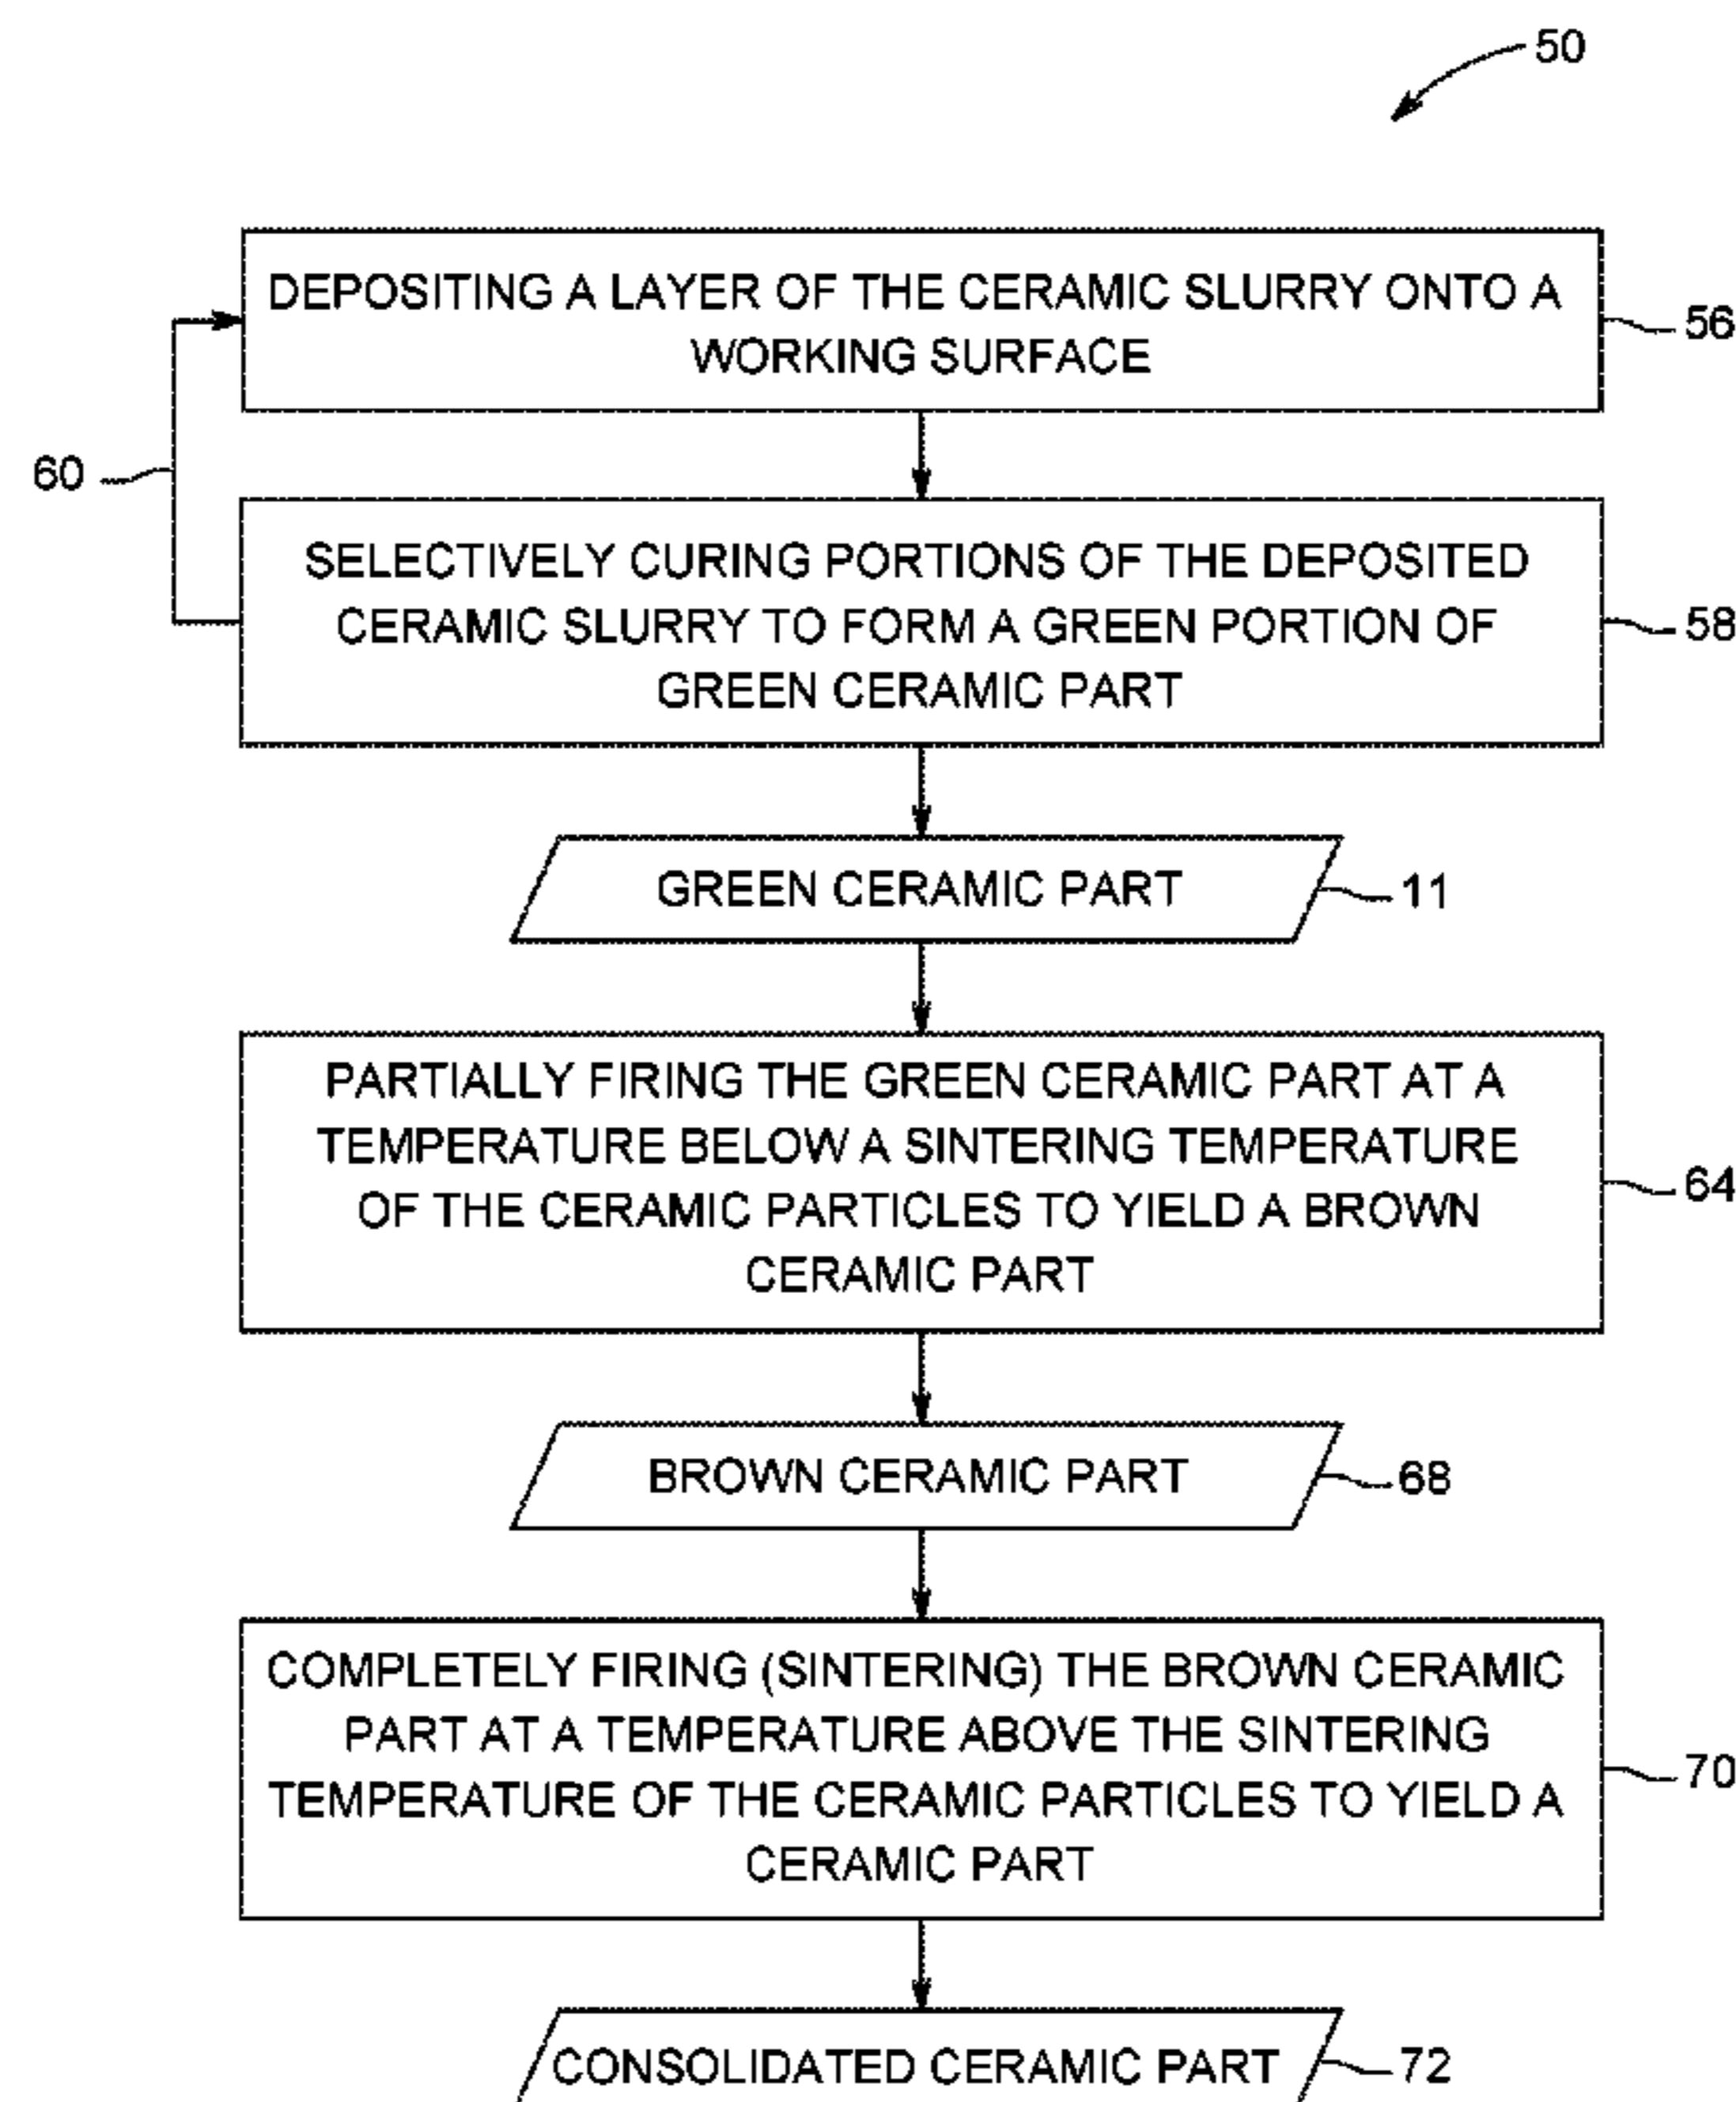 50
DEPOSITING A LAYER OF THE CERAMIC SLURRY ONTO A
WORKING SURFACE
56
60
SELECTIVELY CURING PORTIONS OF THE DEPOSITED
CERAMIC SLURRY TO FORM A GREEN PORTION OF
GREEN CERAMIC PART
58
GREEN CERAMIC PART
11
PARTIALLY FIRING THE GREEN CERAMIC PART AT A
TEMPERATURE BELOW A SINTERING TEMPERATURE
OF THE CERAMIC PARTICLES TO YIELD A BROWN
CERAMIC PART
64
BROWN CERAMIC PART
68
COMPLETELY FIRING (SINTERING) THE BROWN CERAMIC
PART AT A TEMPERATURE ABOVE THE SINTERING
TEMPERATURE OF THE CERAMIC PARTICLES TO YIELD A
CERAMIC PART
70
CONSOLIDATED CERAMIC PART
72